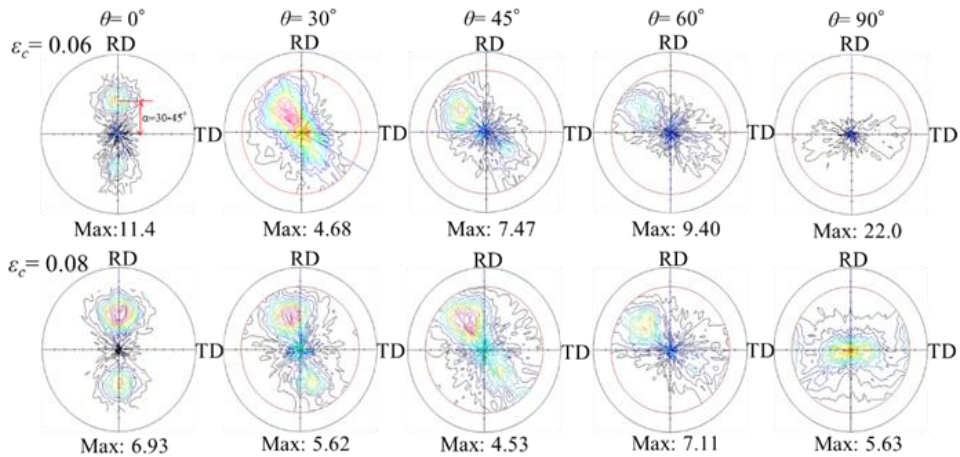 θ= 0° θ= 30° θ= 45° θ= 60° θ= 90°
εc = 0.06 RD RD RD RD RD
α=30-45°
TD TD TD TD TD
Max:11.4 Max: 4.68 Max: 7.47 Max: 9.40 Max: 22.0
εc= 0.08 RD RD RD RD RD
TD TD TD TD TD
Max: 6.93 Max: 5.62 Max: 4.53 Max: 7.11 Max: 5.63